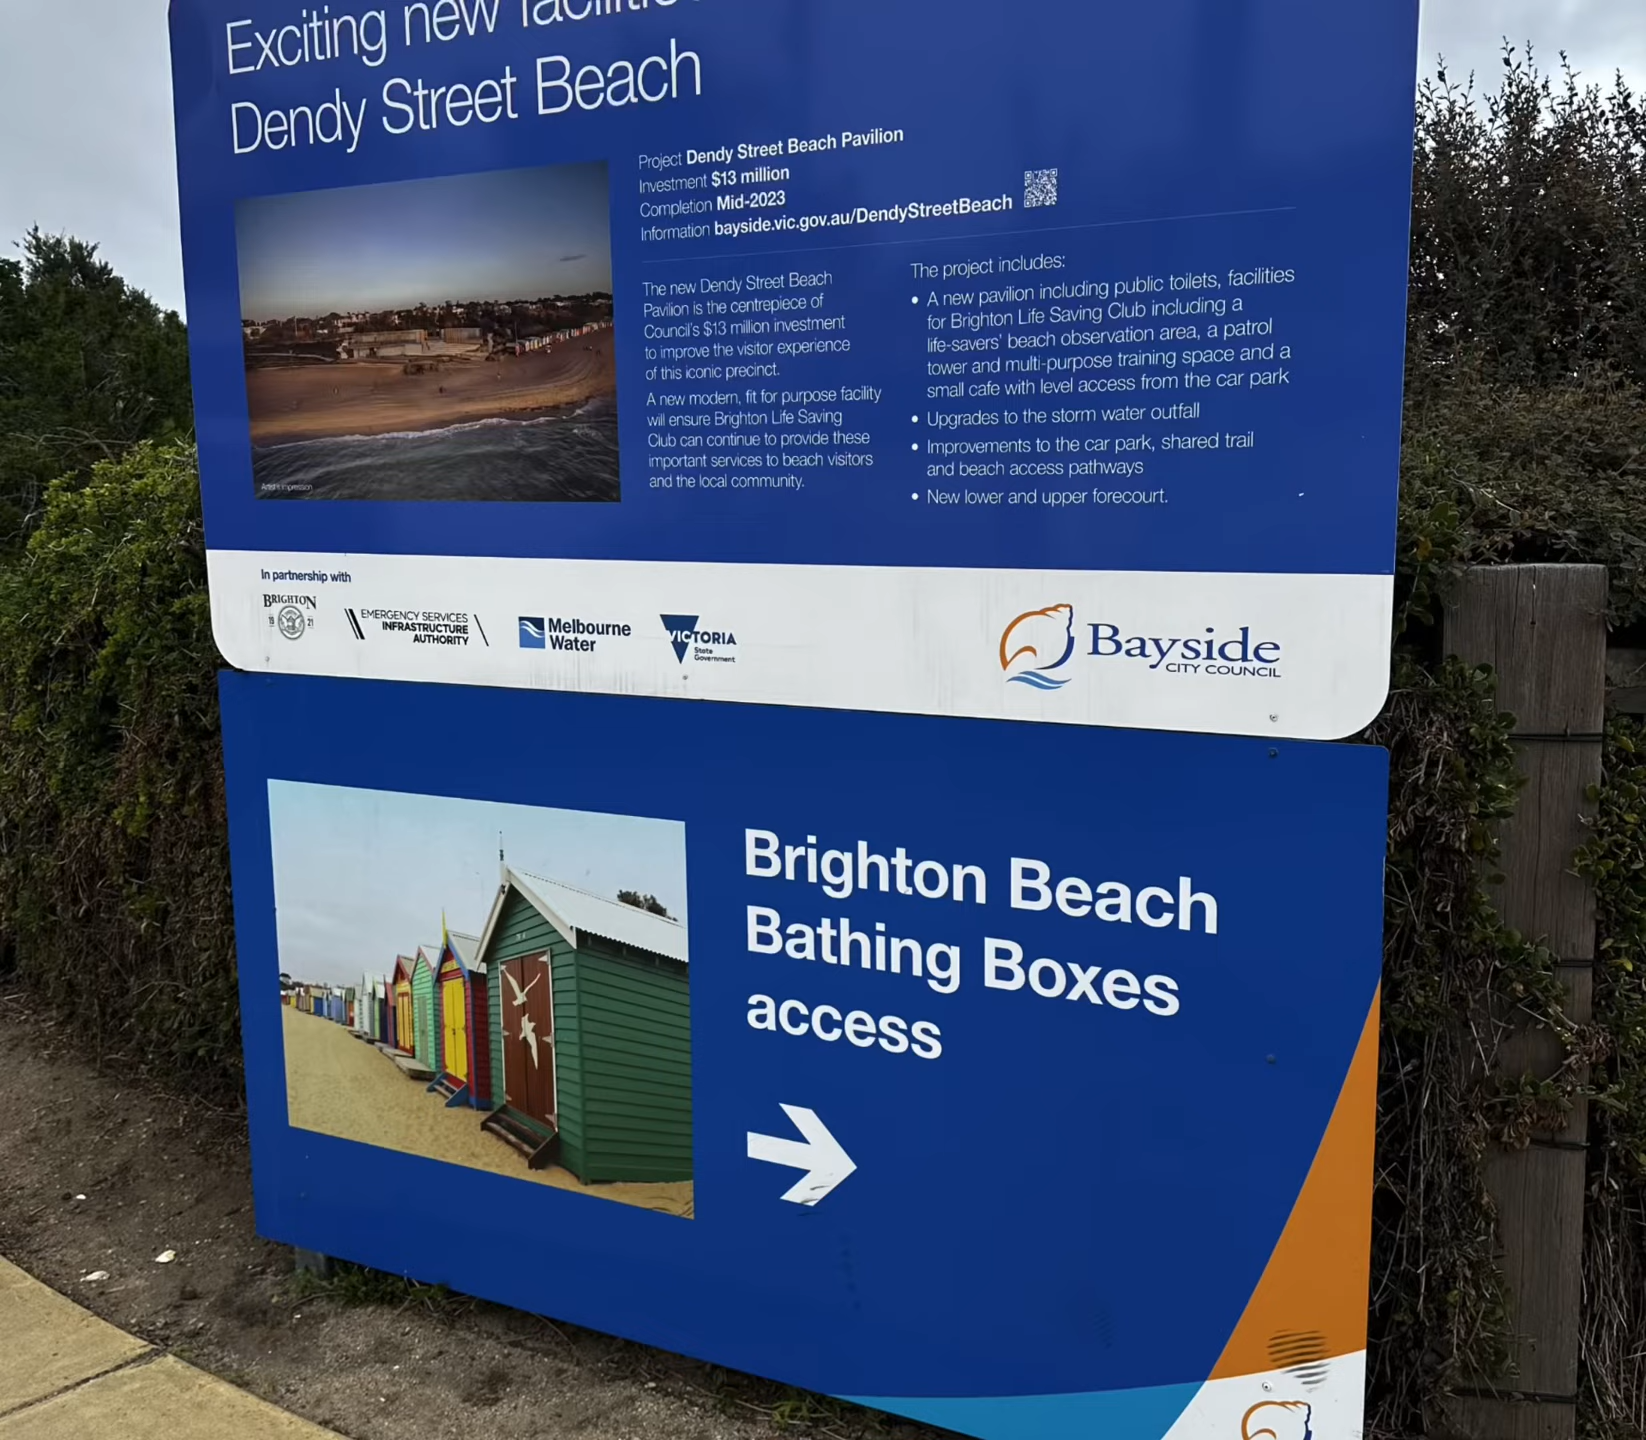 Exciting new facilitie
Dendy Street Beach
Project Dendy Street Beach Pavilion
Investment $13 million
Completion Mid-2023
Information bayside.vic.gov.au/DendyStreetBeach
The new Dendy Street Beach
Pavilion is the centrepiece of
Council's $13 million investment
to improve the visitor experience
of this iconic precinct.
A new modern, fit for purpose facility
will ensure Brighton Life Saving
Club can continue to provide these
important services to beach visitors
and the local community.
The project includes:
• A new pavilion including public toilets, facilities
for Brighton Life Saving Club including a
life-savers' beach observation area, a patrol
tower and multi-purpose training space and a
small cafe with level access from the car park
• Upgrades to the storm water outfall
• Improvements to the car park, shared trail
and beach access pathways
• New lower and upper forecourt.
Artist's impression
In partnership with
BRIGHTON
19 21
EMERGENCY SERVICES
INFRASTRUCTURE
AUTHORITY
Melbourne
Water
VICTORIA
State
Government
Bayside
CITY COUNCIL
Brighton Beach
Bathing Boxes
access